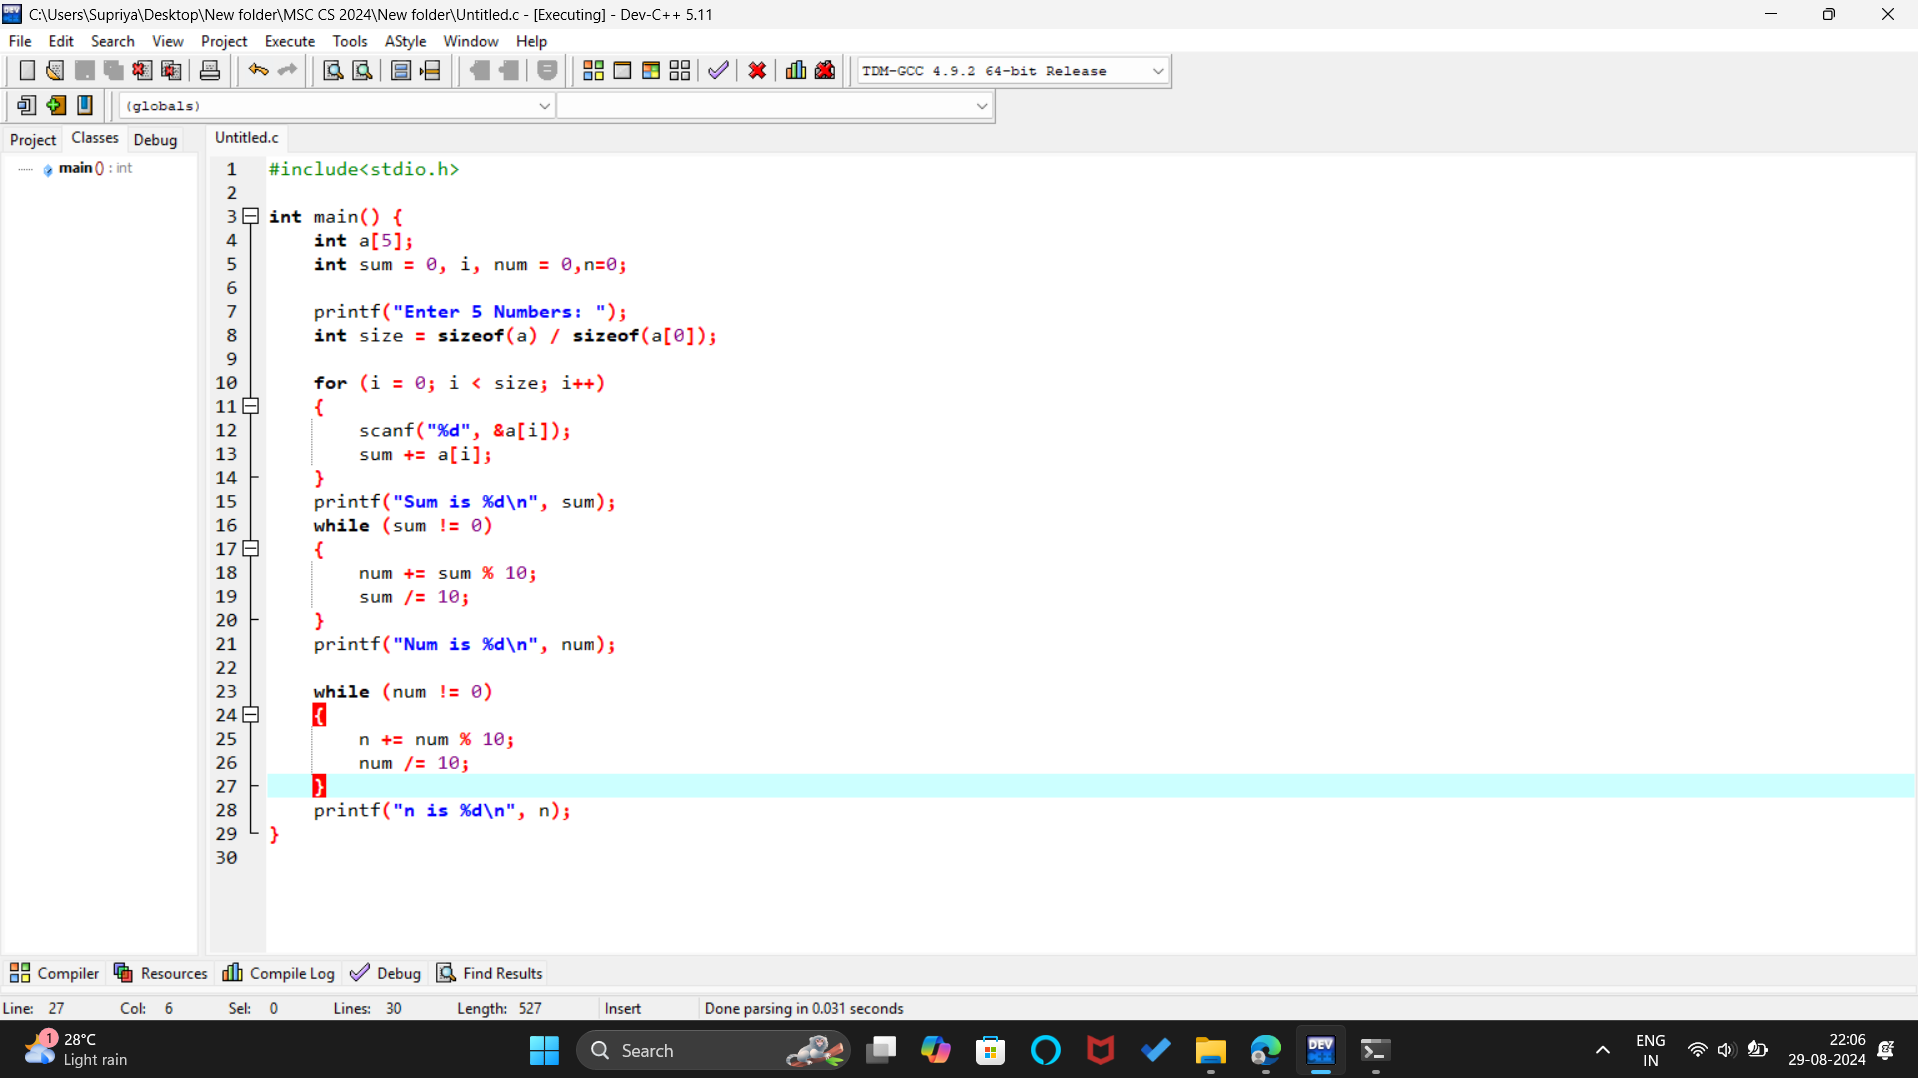 C:\Users\Supriya\Desktop\New folder\MSC CS 2024\New folder\Untitled.c - [Executing] - Dev-C++ 5.11
File Edit Search View Project Execute Tools AStyle Window Help
TDM-GCC 4.9.2 64-bit Release
(globals)
Project Classes Debug Untitled.c
main () : int
1 #include<stdio.h>
2
3 int main() {
4     int a[5];
5     int sum = 0, i, num = 0,n=0;
6
7     printf("Enter 5 Numbers: ");
8     int size = sizeof(a) / sizeof(a[0]);
9
10     for (i = 0; i < size; i++)
11     {
12         scanf("%d", &a[i]);
13         sum += a[i];
14     }
15     printf("Sum is %d\n", sum);
16     while (sum != 0)
17     {
18         num += sum % 10;
19         sum /= 10;
20     }
21     printf("Num is %d\n", num);
22
23     while (num != 0)
24     {
25         n += num % 10;
26         num /= 10;
27     }
28     printf("n is %d\n", n);
29 }
30
Compiler Resources Compile Log Debug Find Results
Line: 27 Col: 6 Sel: 0 Lines: 30 Length: 527 Insert Done parsing in 0.031 seconds
1
28°C
Light rain
Search
DEV
ENG
IN
22:06
29-08-2024